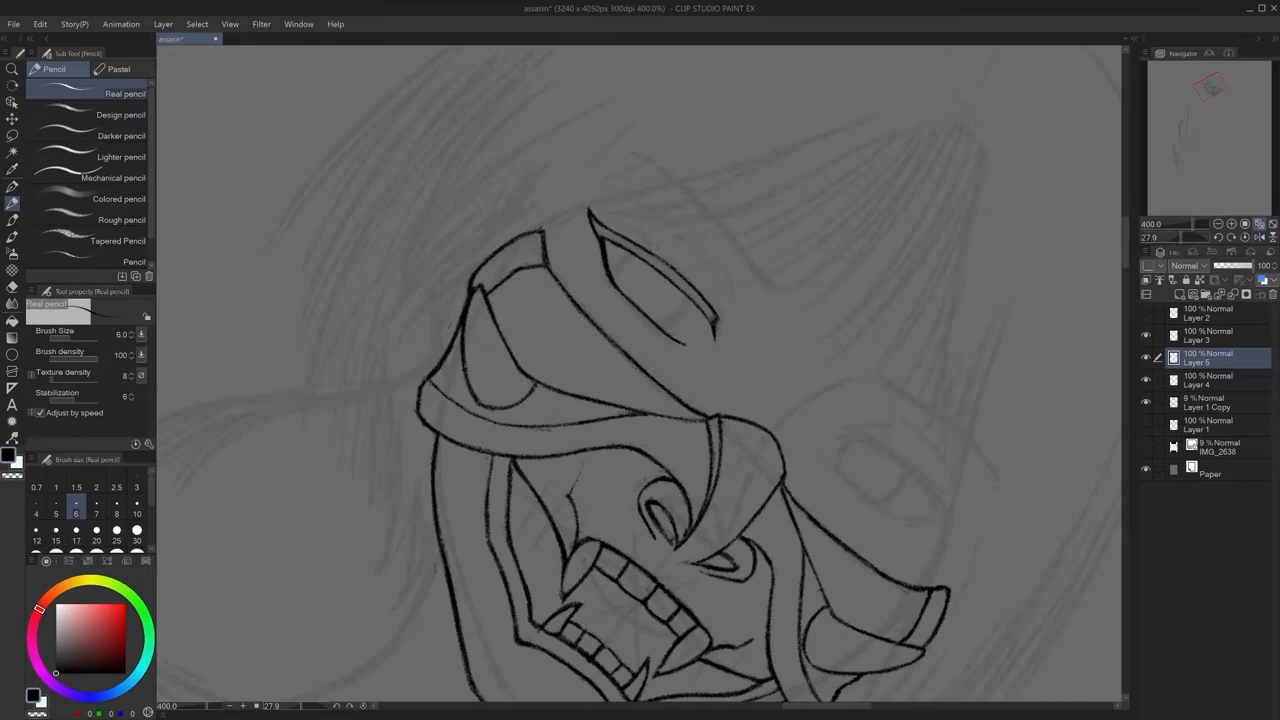 assasin* (3240 x 4050px 300dpi 400.0%) - CLIP STUDIO PAINT EX
File Edit Story(P) Animation Layer Select View Filter Window Help
assasin*
Sub Tool [Pencil]
Pencil Pastel
Real pencil
Design pencil
Darker pencil
Lighter pencil
Mechanical pencil
Colored pencil
Rough pencil
Tapered Pencil
Pencil
Tool property [Real pencil]
Real pencil
Brush Size 6.0
Brush density 100
Texture density 8
Stabilization 6
Adjust by speed
Brush size [Real pencil]
0.7 1 1.5 2 2.5 3
4 5 6 7 8 10
12 15 17 20 25 30
0 0 0
400.0 27.9
Navigator
400.0
27.9
Normal 100
100 % Normal
Layer 2
100 % Normal
Layer 3
100 % Normal
Layer 5
100 % Normal
Layer 4
9 % Normal
Layer 1 Copy
100 % Normal
Layer 1
9 % Normal
IMG_2638
Paper